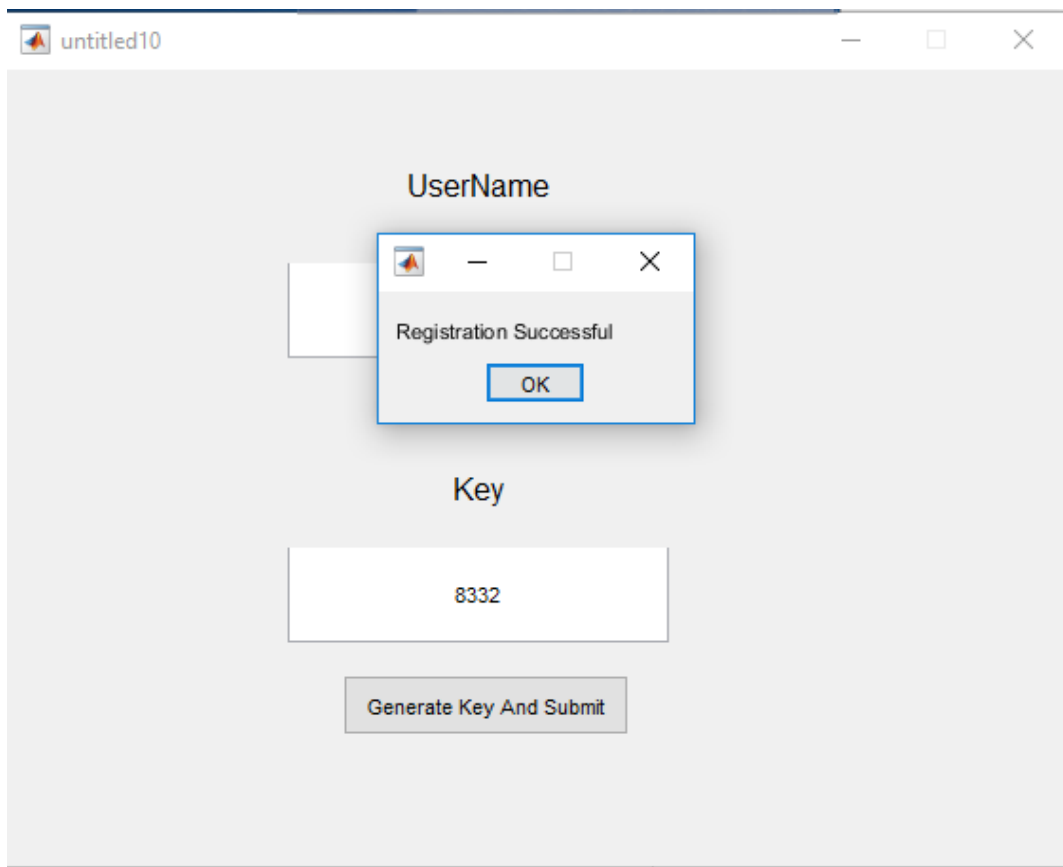 untitled10
UserName
Registration Successful
OK
Key
8332
Generate Key And Submit